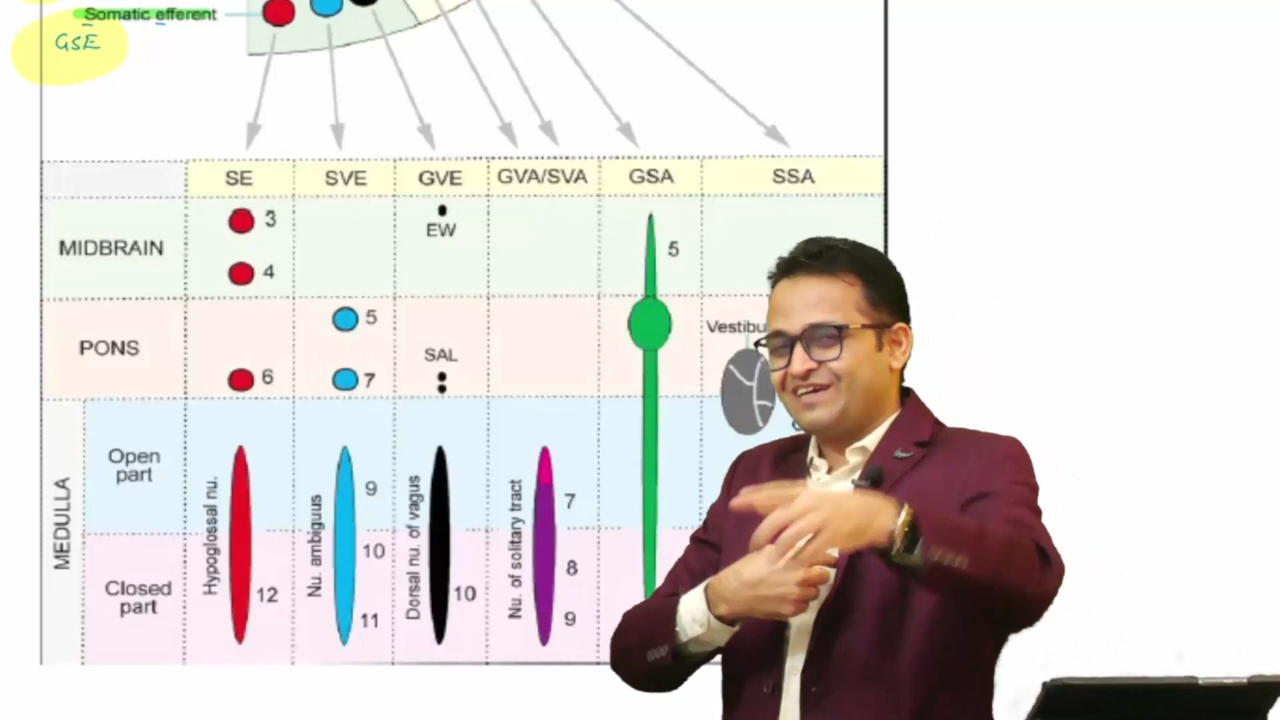 Somatic efferent
GSE
SE SVE GVE GVA/SVA GSA SSA
MIDBRAIN
3
4
EW
5
PONS
6
5
7
SAL
MEDULLA
Open part
Closed part
Hypoglossal nu.
12
Nu. ambiguus
9
10
11
Dorsal nu. of vagus
10
Nu. of solitary tract
7
8
9